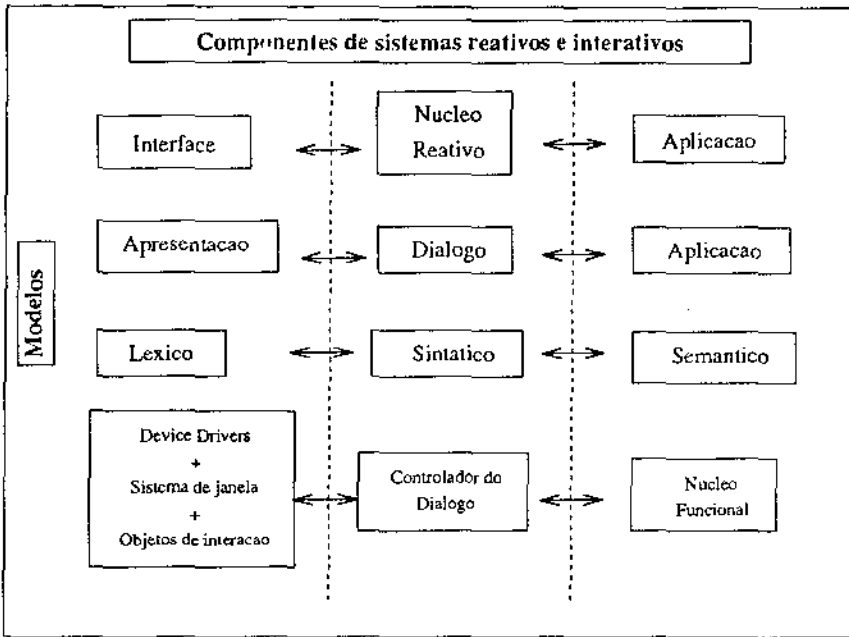 Componentes de sistemas reativos e interativos
Modelos
Interface
Nucleo
Reativo
Aplicacao
Apresentacao
Dialogo
Aplicacao
Lexico
Sintatico
Semantico
Device Drivers
+
Sistema de janela
+
Objetos de interacao
Controlador do
Dialogo
Nucleo
Funcional